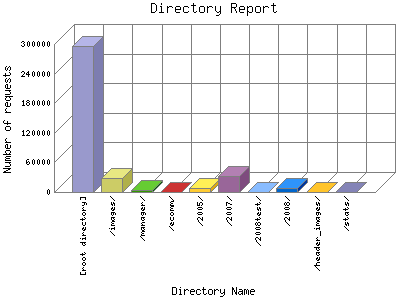 Directory Report
Number of requests
300000
240000
180000
120000
60000
0
[root directory]
/images/
/manager/
/ecomm/
/2005/
/2007/
/2008test/
/2008/
/header_images/
/stats/
Directory Name